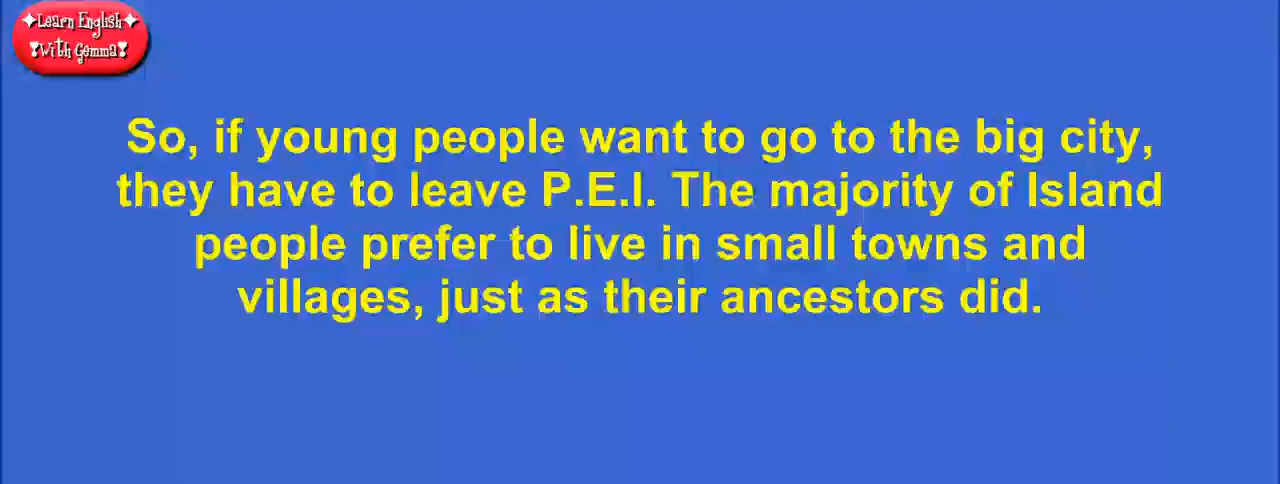 Learn English
With Gemma
So, if young people want to go to the big city,
they have to leave P.E.I. The majority of Island
people prefer to live in small towns and
villages, just as their ancestors did.